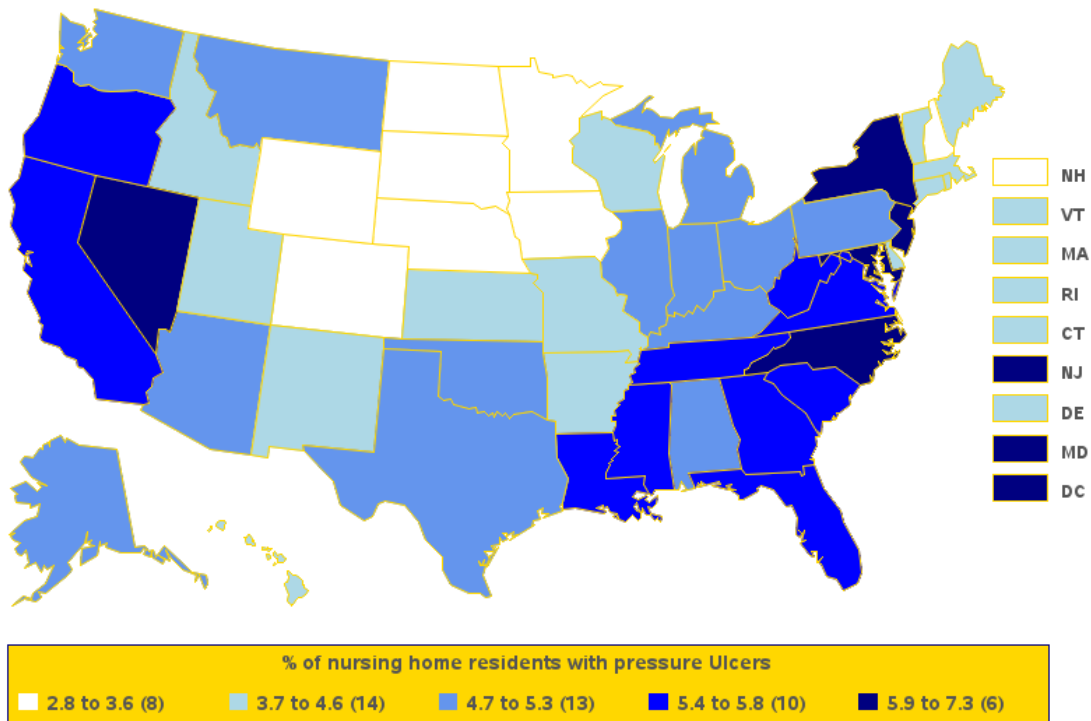 NH
VT
MA
RI
CT
NJ
DE
MD
DC
% of nursing home residents with pressure Ulcers
2.8 to 3.6 (8) 3.7 to 4.6 (14) 4.7 to 5.3 (13) 5.4 to 5.8 (10) 5.9 to 7.3 (6)